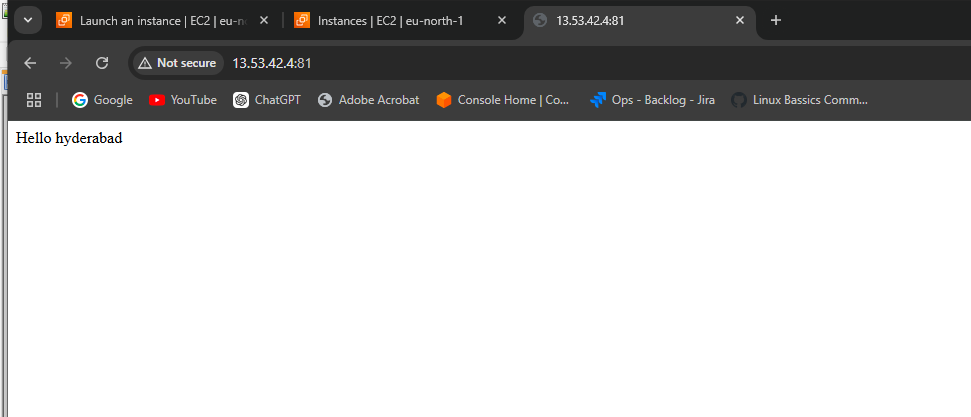 Launch an instance | EC2 | eu-no
Instances | EC2 | eu-north-1
13.53.42.4:81
Not secure
13.53.42.4:81
Google
YouTube
ChatGPT
Adobe Acrobat
Console Home | Co...
Ops - Backlog - Jira
Linux Bassics Comm...
Hello hyderabad